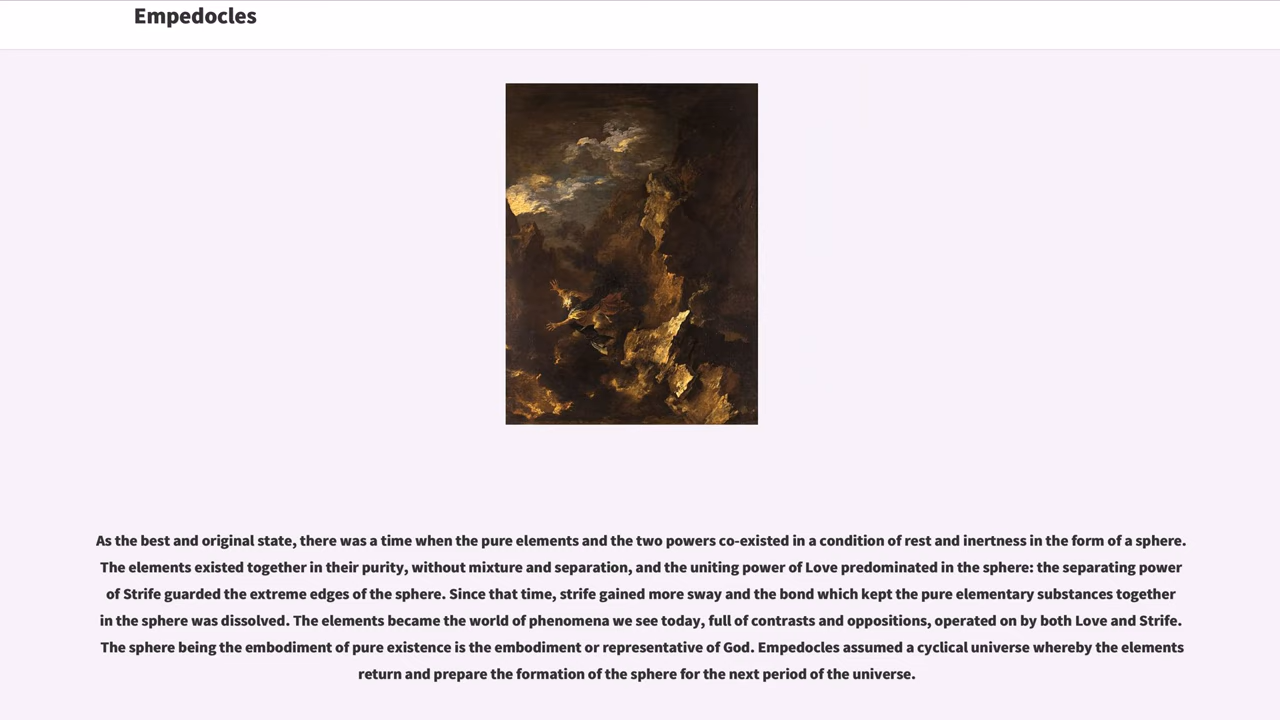 Empedocles
As the best and original state, there was a time when the pure elements and the two powers co-existed in a condition of rest and inertness in the form of a sphere.
The elements existed together in their purity, without mixture and separation, and the uniting power of Love predominated in the sphere: the separating power
of Strife guarded the extreme edges of the sphere. Since that time, strife gained more sway and the bond which kept the pure elementary substances together
in the sphere was dissolved. The elements became the world of phenomena we see today, full of contrasts and oppositions, operated on by both Love and Strife.
The sphere being the embodiment of pure existence is the embodiment or representative of God. Empedocles assumed a cyclical universe whereby the elements
return and prepare the formation of the sphere for the next period of the universe.